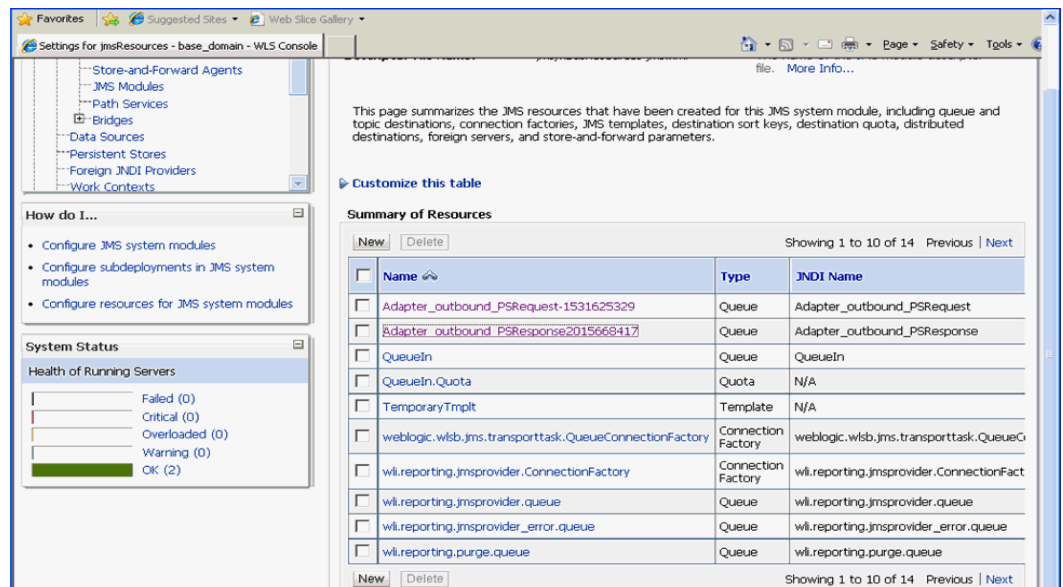 Favorites
Suggested Sites
Web Slice Gallery
Settings for jmsResources - base_domain - WLS Console
Page
Safety
Tools
Store-and-Forward Agents
JMS Modules
Path Services
Bridges
Data Sources
Persistent Stores
Foreign JNDI Providers
Work Contexts
How do I...
Configure JMS system modules
Configure subdeployments in JMS system
modules
Configure resources for JMS system modules
System Status
Health of Running Servers
Failed (0)
Critical (0)
Overloaded (0)
Warning (0)
OK (2)
file. More Info...
This page summarizes the JMS resources that have been created for this JMS system module, including queue and
topic destinations, connection factories, JMS templates, destination sort keys, destination quota, distributed
destinations, foreign servers, and store-and-forward parameters.
Customize this table
Summary of Resources
New Delete Showing 1 to 10 of 14 Previous | Next
Name Type JNDI Name
Adapter_outbound_PSRequest-1531625329 Queue Adapter_outbound_PSRequest
Adapter_outbound_PSResponse2015668417 Queue Adapter_outbound_PSResponse
QueueIn Queue QueueIn
QueueIn.Quota Quota N/A
TemporaryTmplt Template N/A
weblogic.wlsb.jms.transporttask.QueueConnectionFactory Connection Factory weblogic.wlsb.jms.transporttask.QueueC
wli.reporting.jmsprovider.ConnectionFactory Connection Factory wli.reporting.jmsprovider.ConnectionFact
wli.reporting.jmsprovider.queue Queue wli.reporting.jmsprovider.queue
wli.reporting.jmsprovider_error.queue Queue wli.reporting.jmsprovider_error.queue
wli.reporting.purge.queue Queue wli.reporting.purge.queue
New Delete Showing 1 to 10 of 14 Previous | Next